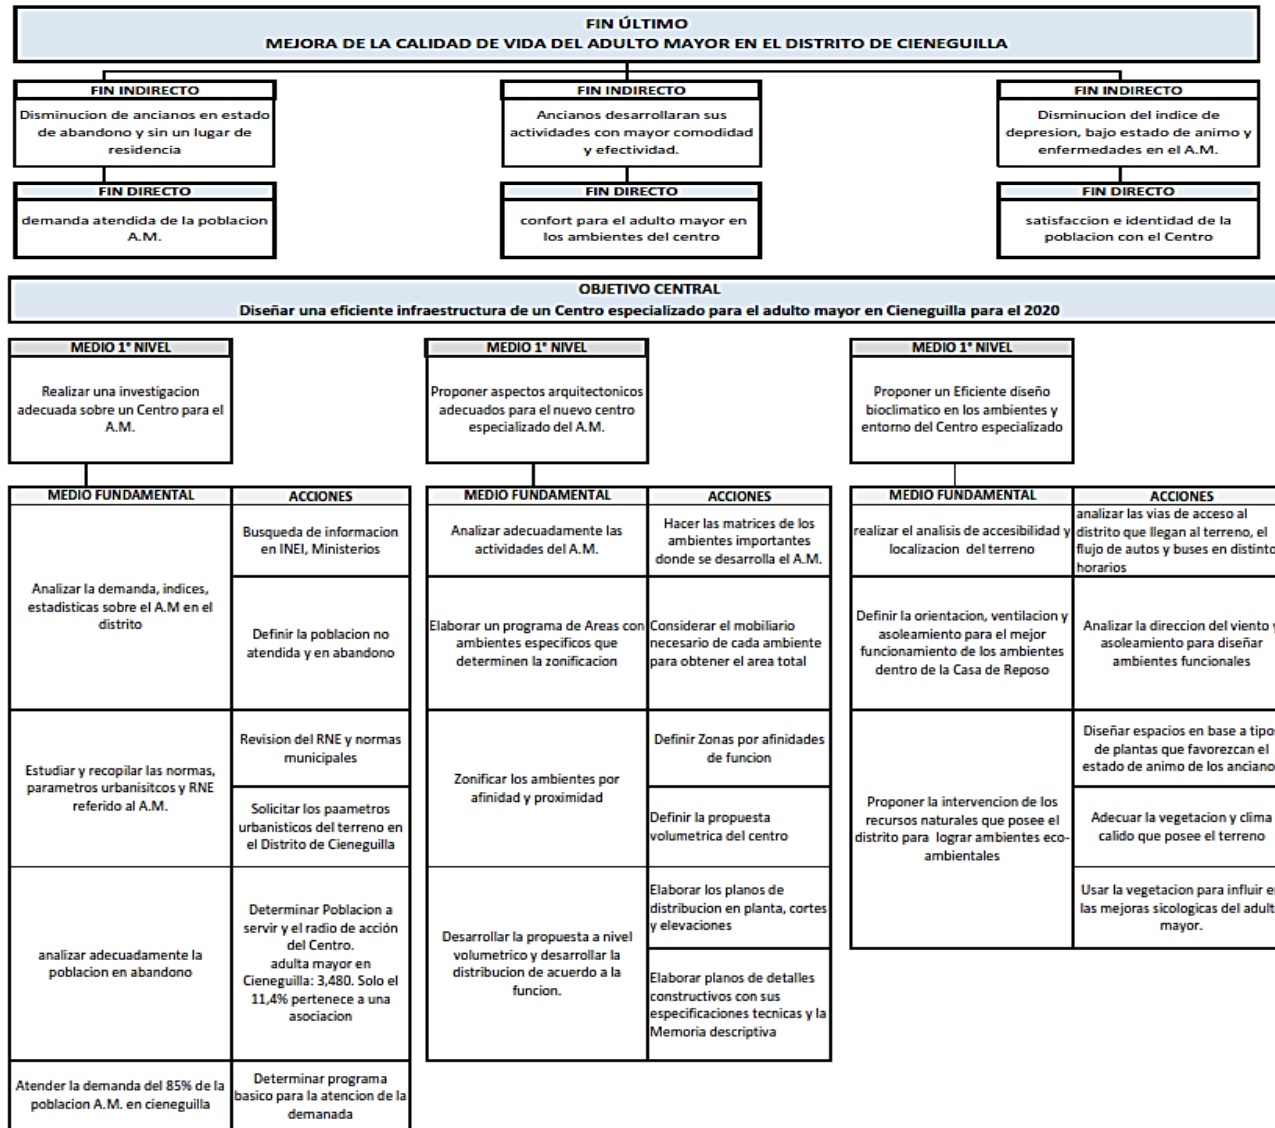 FIN ÚLTIMO
MEJORA DE LA CALIDAD DE VIDA DEL ADULTO MAYOR EN EL DISTRITO DE CIENEGUILLA
FIN INDIRECTO
Disminucion de ancianos en estado
de abandono y sin un lugar de
residencia
FIN INDIRECTO
Ancianos desarrollaran sus
actividades con mayor comodidad
y efectividad.
FIN INDIRECTO
Disminucion del indice de
depresion, bajo estado de animo y
enfermedades en el A.M.
FIN DIRECTO
demanda atendida de la poblacion
A.M.
FIN DIRECTO
confort para el adulto mayor en
los ambientes del centro
FIN DIRECTO
satisfaccion e identidad de la
poblacion con el Centro
OBJETIVO CENTRAL
Diseñar una eficiente infraestructura de un Centro especializado para el adulto mayor en Cieneguilla para el 2020
MEDIO 1° NIVEL
Realizar una investigacion
adecuada sobre un Centro para el
A.M.
MEDIO 1° NIVEL
Proponer aspectos arquitectonicos
adecuados para el nuevo centro
especializado del A.M.
MEDIO 1° NIVEL
Proponer un Eficiente diseño
bioclimatico en los ambientes y
entorno del Centro especializado
MEDIO FUNDAMENTAL
ACCIONES
Analizar la demanda, indices,
estadisticas sobre el A.M en el
distrito
Busqueda de informacion
en INEI, Ministerios
Definir la poblacion no
atendida y en abandono
Estudiar y recopilar las normas,
parametros urbanisitcos y RNE
referido al A.M.
Revision del RNE y normas
municipales
Solicitar los paametros
urbanisticos del terreno en
el Distrito de Cieneguilla
analizar adecuadamente la
poblacion en abandono
Determinar Poblacion a
servir y el radio de acción
del Centro.
adulta mayor en
Cieneguilla: 3,480. Solo el
11,4% pertenece a una
asociacion
Atender la demanda del 85% de la
poblacion A.M. en cieneguilla
Determinar programa
basico para la atencion de la
demanada
MEDIO FUNDAMENTAL
ACCIONES
Analizar adecuadamente las
actividades del A.M.
Hacer las matrices de los
ambientes importantes
donde se desarrolla el A.M.
Elaborar un programa de Areas con
ambientes especificos que
determinen la zonificacion
Considerar el mobiliario
necesario de cada ambiente
para obtener el area total
Zonificar los ambientes por
afinidad y proximidad
Definir Zonas por afinidades
de funcion
Definir la propuesta
volumetrica del centro
Desarrollar la propuesta a nivel
volumetrico y desarrollar la
distribucion de acuerdo a la
funcion.
Elaborar los planos de
distribucion en planta, cortes
y elevaciones
Elaborar planos de detalles
constructivos con sus
especificaciones tecnicas y la
Memoria descriptiva
MEDIO FUNDAMENTAL
ACCIONES
realizar el analisis de accesibilidad y
localizacion del terreno
analizar las vias de acceso al
distrito que llegan al terreno, el
flujo de autos y buses en distinto
horarios
Definir la orientacion, ventilacion y
asoleamiento para el mejor
funcionamiento de los ambientes
dentro de la Casa de Reposo
Analizar la direccion del viento y
asoleamiento para diseñar
ambientes funcionales
Proponer la intervencion de los
recursos naturales que posee el
distrito para lograr ambientes eco-
ambientales
Diseñar espacios en base a tipo
de plantas que favorezcan el
estado de animo de los anciano
Adecuar la vegetacion y clima
calido que posee el terreno
Usar la vegetacion para influir e
las mejoras sicologicas del adult
mayor.